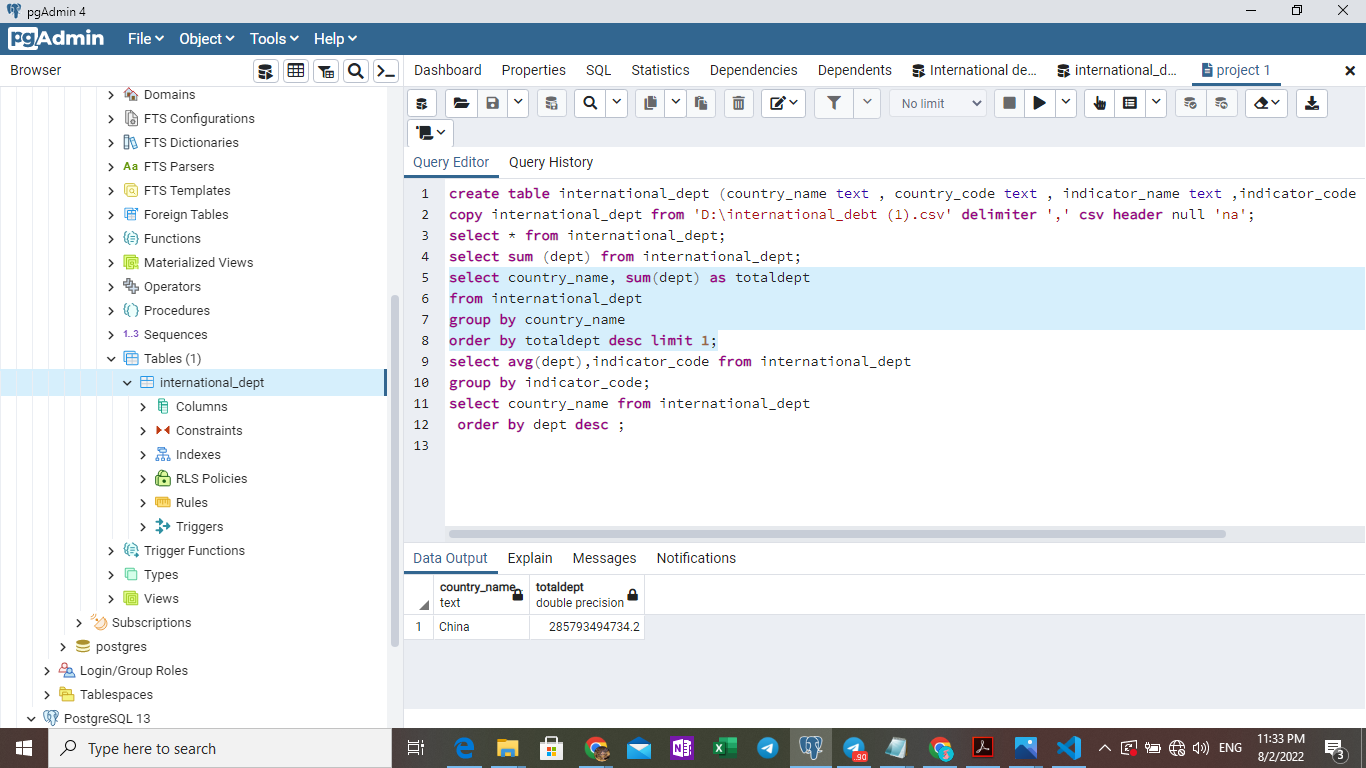 pgAdmin 4
pgAdmin File Object Tools Help
Browser
Dashboard Properties SQL Statistics Dependencies Dependents International de... international_d... project 1
No limit
Query Editor Query History
Domains
FTS Configurations
FTS Dictionaries
Aa FTS Parsers
FTS Templates
Foreign Tables
Functions
Materialized Views
Operators
Procedures
1..3 Sequences
Tables (1)
international_dept
Columns
Constraints
Indexes
RLS Policies
Rules
Triggers
Trigger Functions
Types
Views
Subscriptions
postgres
Login/Group Roles
Tablespaces
PostgreSQL 13
1 create table international_dept (country_name text , country_code text , indicator_name text ,indicator_code
2 copy international_dept from 'D:\international_debt (1).csv' delimiter ',' csv header null 'na';
3 select * from international_dept;
4 select sum (dept) from international_dept;
5 select country_name, sum(dept) as totaldept
6 from international_dept
7 group by country_name
8 order by totaldept desc limit 1;
9 select avg(dept),indicator_code from international_dept
10 group by indicator_code;
11 select country_name from international_dept
12 order by dept desc ;
13
Data Output Explain Messages Notifications
country_name totaldept
text double precision
1 China 285793494734.2
Type here to search
.90
ENG
11:33 PM
8/2/2022
3